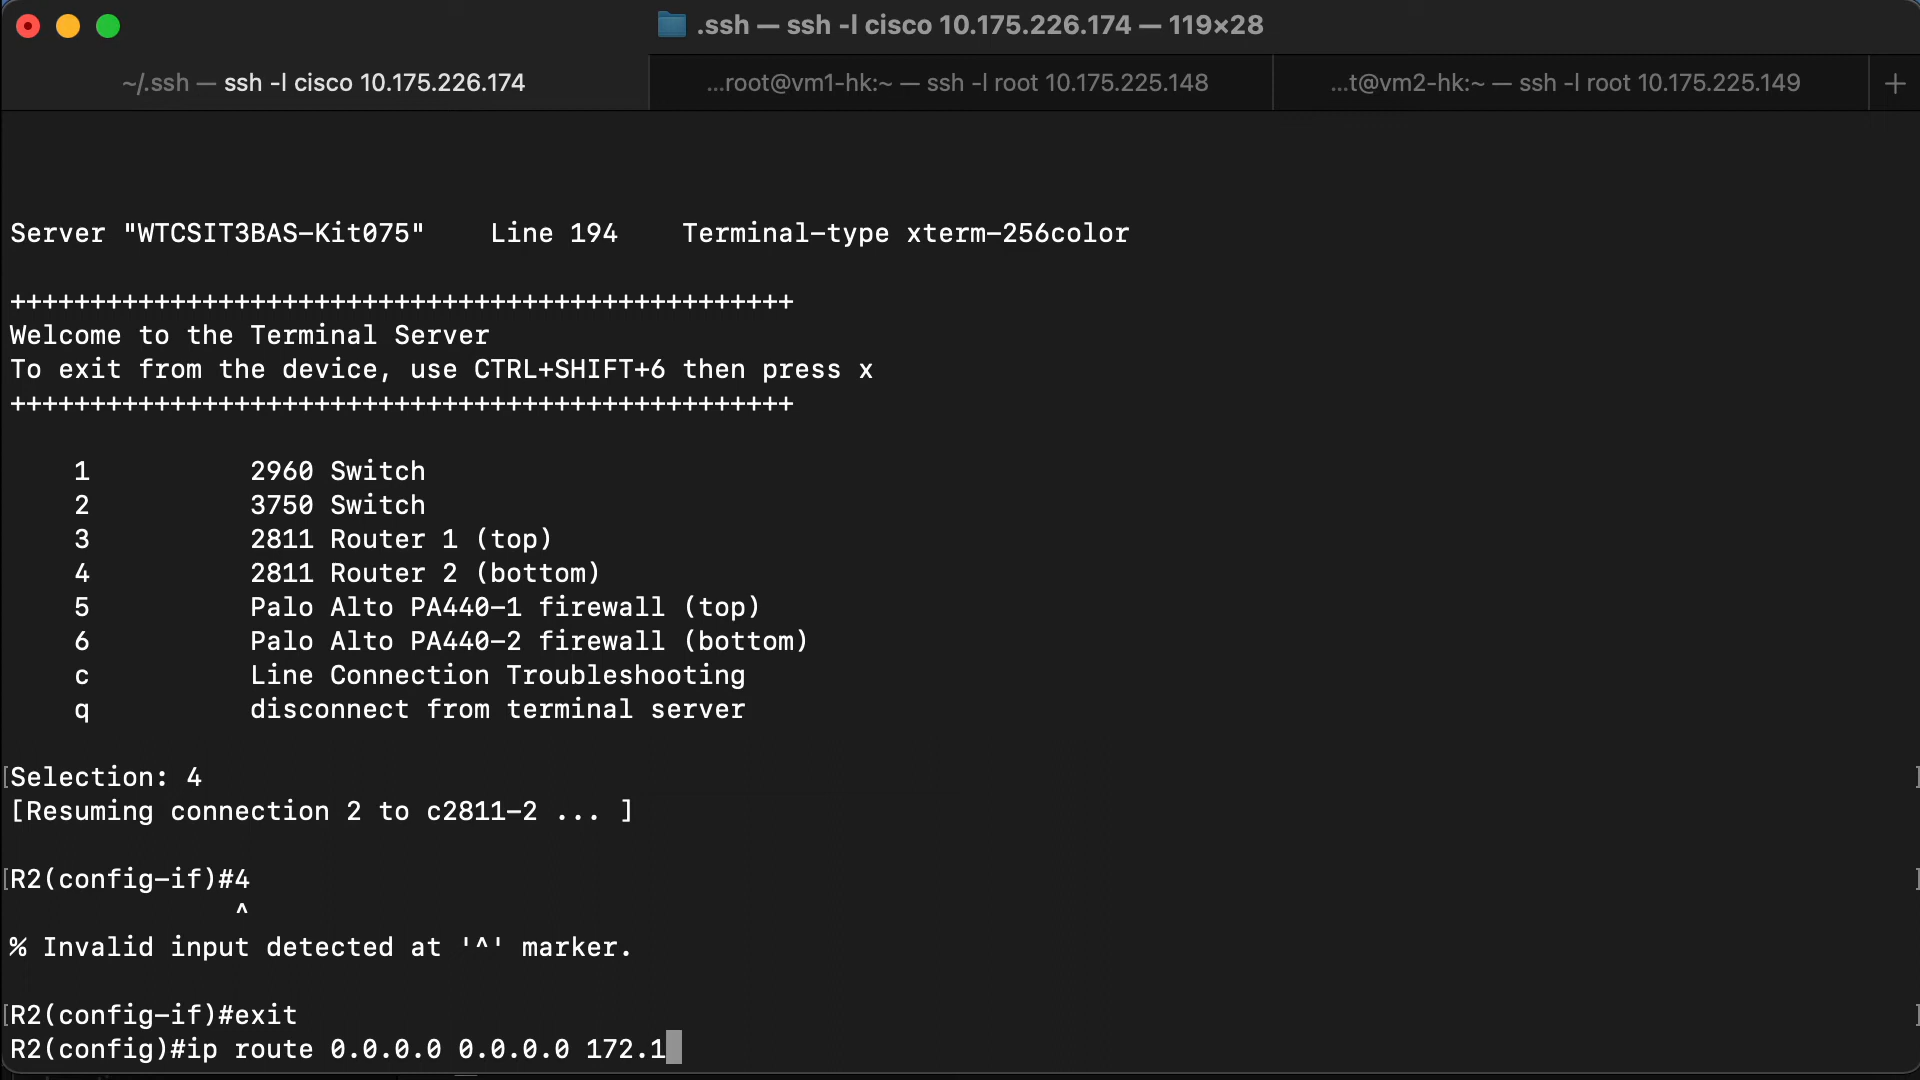 .ssh — ssh -l cisco 10.175.226.174 — 119×28
~/.ssh — ssh -l cisco 10.175.226.174
...root@vm1-hk:~ — ssh -l root 10.175.225.148
...t@vm2-hk:~ — ssh -l root 10.175.225.149
+
Server "WTCSIT3BAS-Kit075"    Line 194    Terminal-type xterm-256color
+++++++++++++++++++++++++++++++++++++++++++++++++
Welcome to the Terminal Server
To exit from the device, use CTRL+SHIFT+6 then press x
+++++++++++++++++++++++++++++++++++++++++++++++++
1          2960 Switch
2          3750 Switch
3          2811 Router 1 (top)
4          2811 Router 2 (bottom)
5          Palo Alto PA440-1 firewall (top)
6          Palo Alto PA440-2 firewall (bottom)
c          Line Connection Troubleshooting
q          disconnect from terminal server
[Selection: 4 ]
[Resuming connection 2 to c2811-2 ... ]
[R2(config-if)#4 ]
^
% Invalid input detected at '^' marker.
[R2(config-if)#exit ]
R2(config)#ip route 0.0.0.0 0.0.0.0 172.1